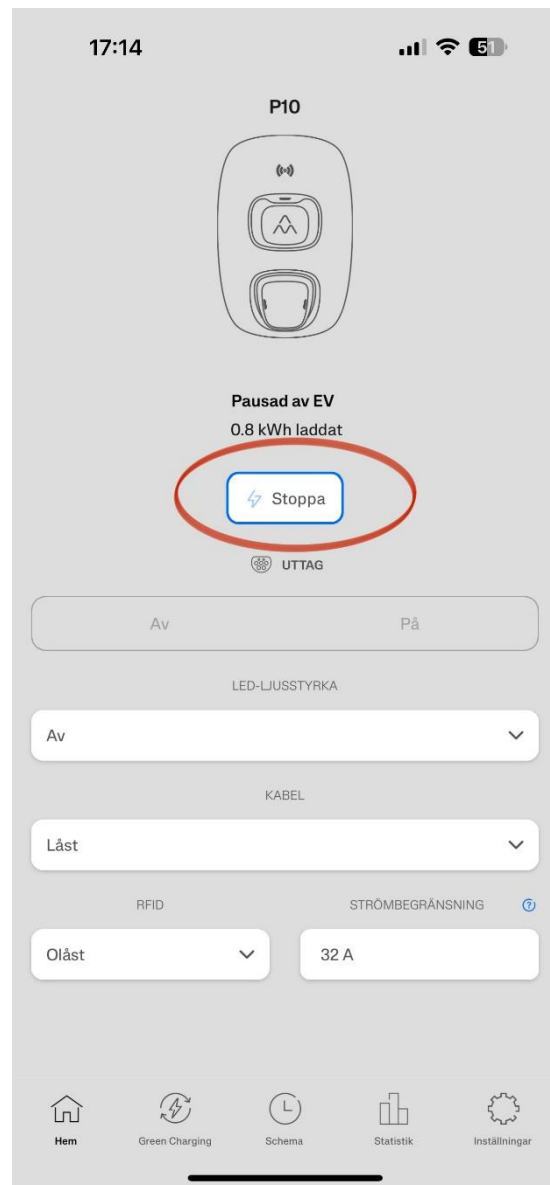 17:14
51
P10
Pausad av EV
0.8 kWh laddat
Stoppa
UTTAG
Av På
LED-LJUSSTYRKA
Av
KABEL
Låst
RFID STRÖMBEGRÄNSNING ?
Olåst 32 A
Hem Green Charging Schema Statistik Inställningar